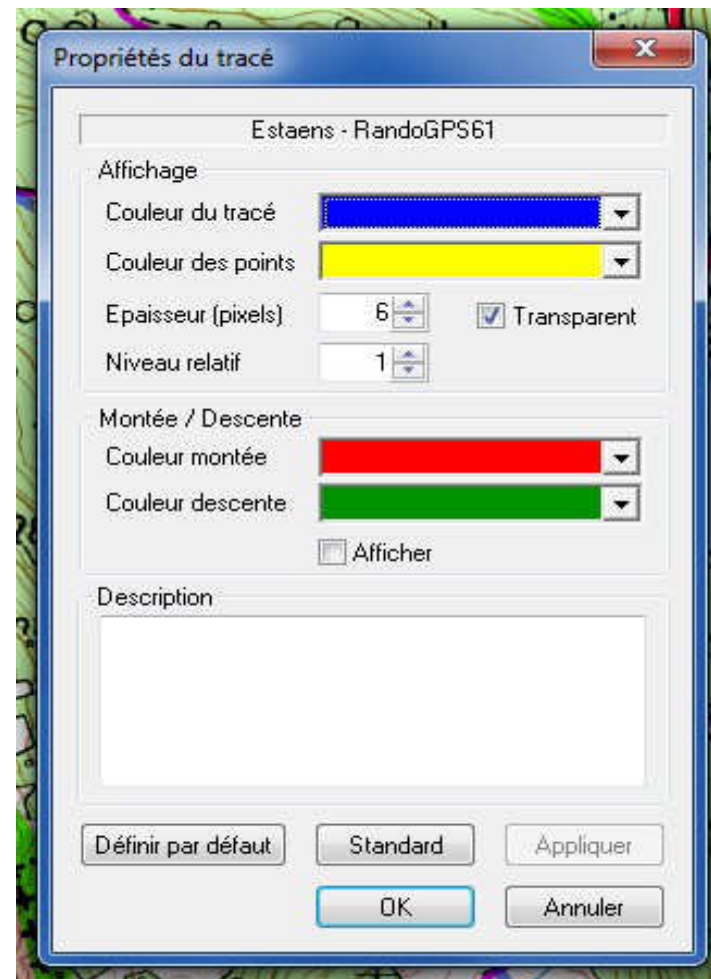 Propriétés du tracé
Estaens - RandoGPS61
Affichage
Couleur du tracé
Couleur des points
Epaisseur (pixels) 6 Transparent
Niveau relatif 1
Montée / Descente
Couleur montée
Couleur descente
Afficher
Description
Définir par défaut Standard Appliquer
OK Annuler